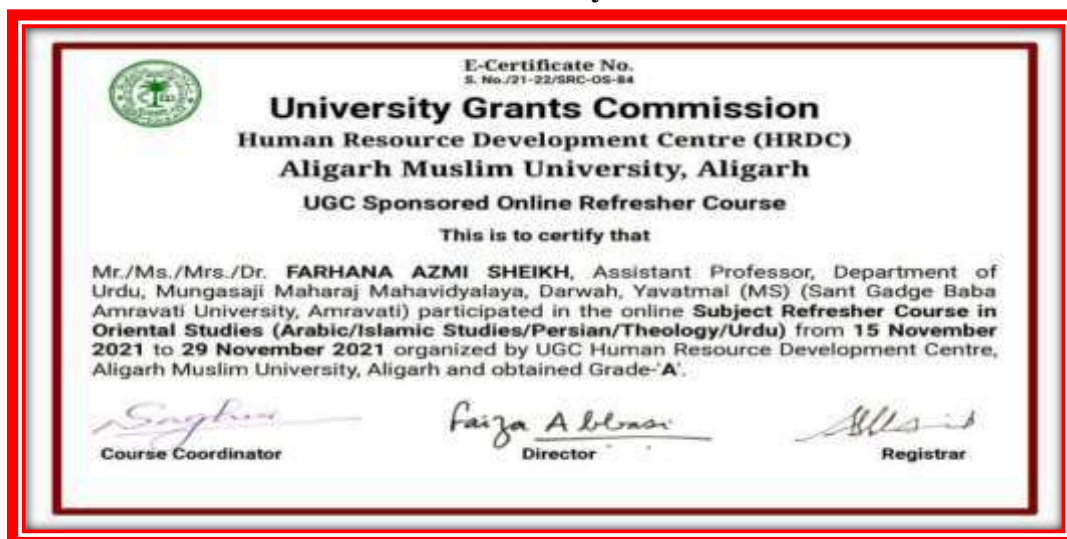 E-Certificate No.
S. No./21-22/SRC-OS-84
University Grants Commission
Human Resource Development Centre (HRDC)
Aligarh Muslim University, Aligarh
UGC Sponsored Online Refresher Course
This is to certify that
Mr./Ms./Mrs./Dr. FARHANA AZMI SHEIKH, Assistant Professor, Department of
Urdu, Mungasaji Maharaj Mahavidyalaya, Darwah, Yavatmal (MS) (Sant Gadge Baba
Amravati University, Amravati) participated in the online Subject Refresher Course in
Oriental Studies (Arabic/Islamic Studies/Persian/Theology/Urdu) from 15 November
2021 to 29 November 2021 organized by UGC Human Resource Development Centre,
Aligarh Muslim University, Aligarh and obtained Grade-'A'.
Faiza Abbasi
Course Coordinator
Director
Registrar